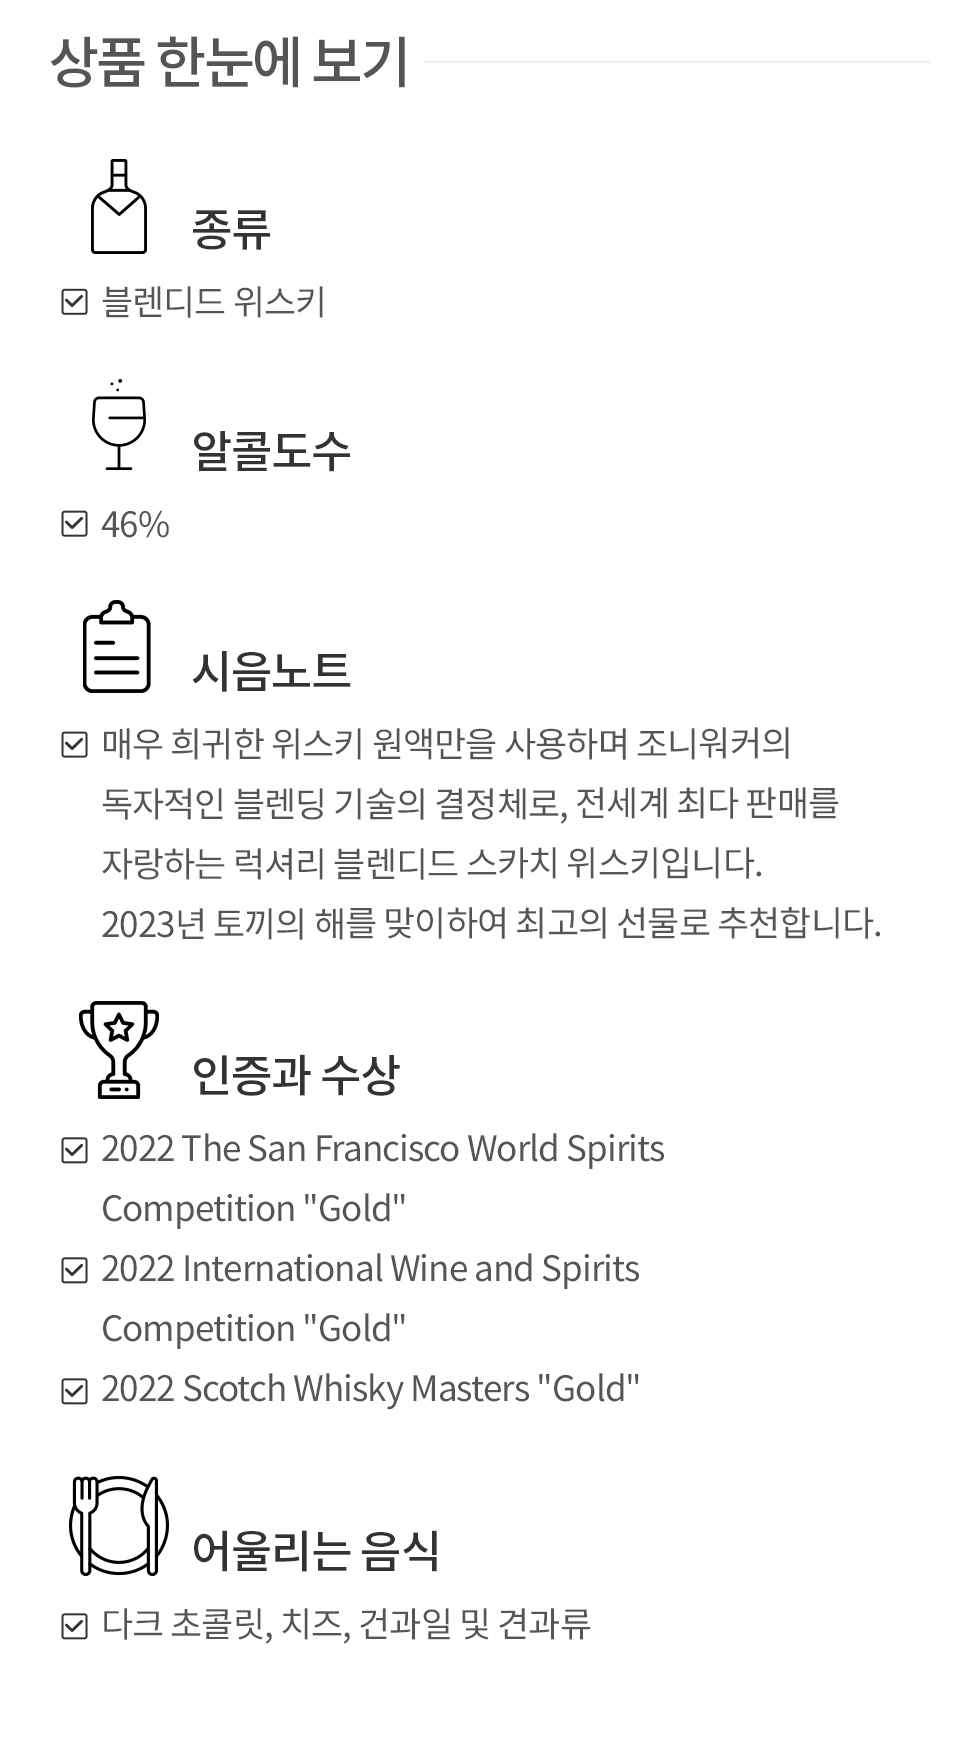 상품 한눈에 보기
종류
블렌디드 위스키
알콜도수
46%
시음노트
매우 희귀한 위스키 원액만을 사용하며 조니워커의
독자적인 블렌딩 기술의 결정체로, 전세계 최다 판매를
자랑하는 럭셔리 블렌디드 스카치 위스키입니다.
2023년 토끼의 해를 맞이하여 최고의 선물로 추천합니다.
인증과 수상
2022 The San Francisco World Spirits
Competition "Gold"
2022 International Wine and Spirits
Competition "Gold"
2022 Scotch Whisky Masters "Gold"
어울리는 음식
다크 초콜릿, 치즈, 건과일 및 견과류